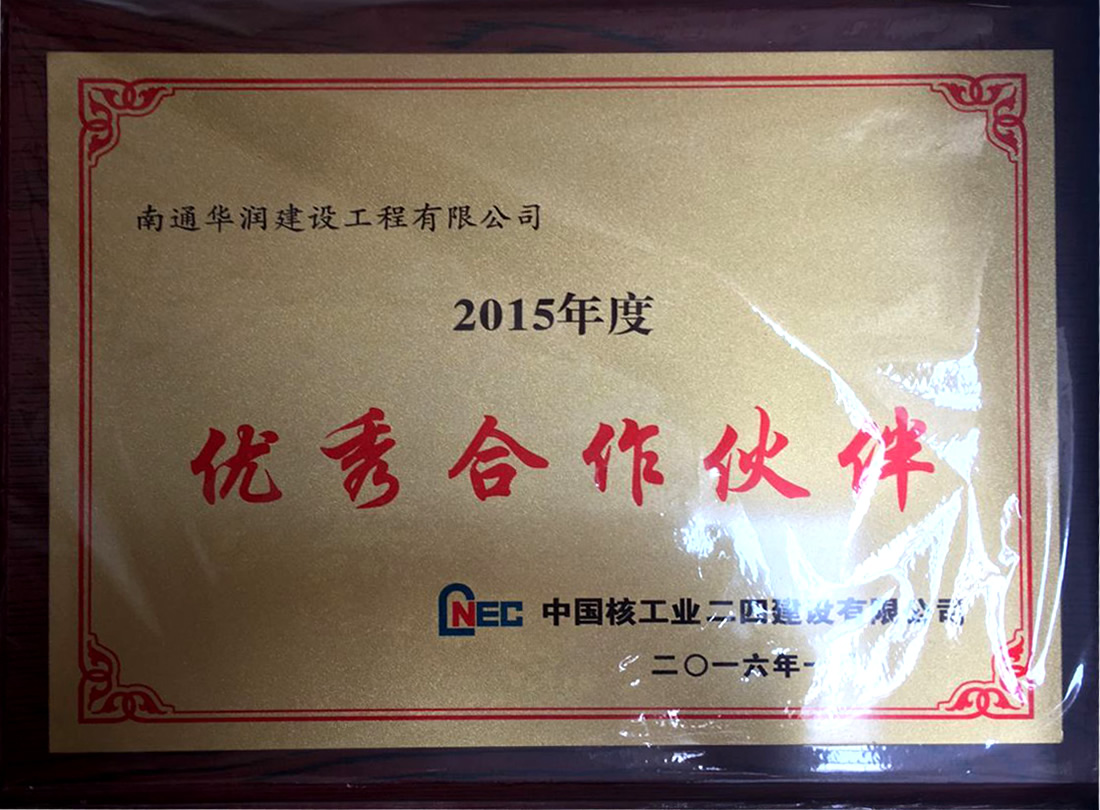 南通华润建设工程有限公司
2015年度
优秀合作伙伴
CNEC 中国核工业二四建设有限公司
二〇一六年一